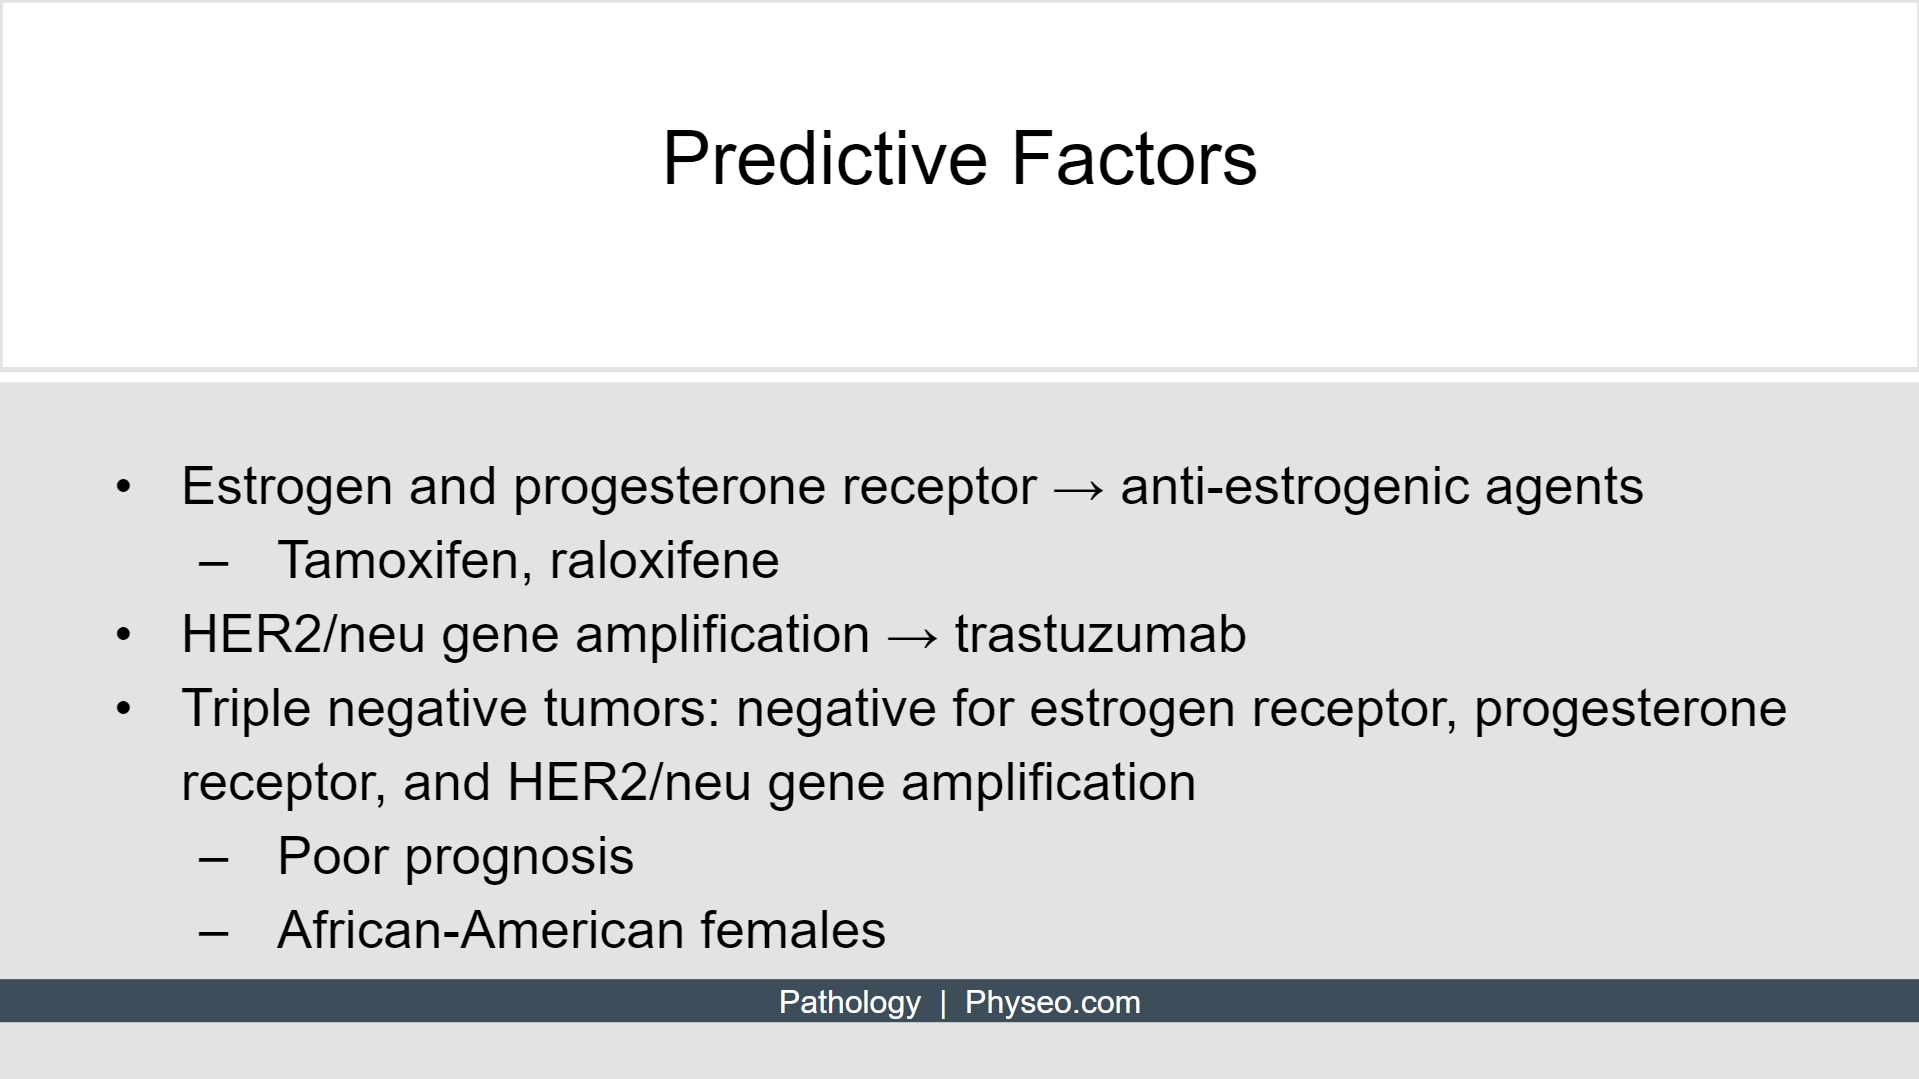 Predictive Factors
• Estrogen and progesterone receptor → anti-estrogenic agents
– Tamoxifen, raloxifene
• HER2/neu gene amplification → trastuzumab
• Triple negative tumors: negative for estrogen receptor, progesterone
receptor, and HER2/neu gene amplification
– Poor prognosis
– African-American females
Pathology | Physeo.com